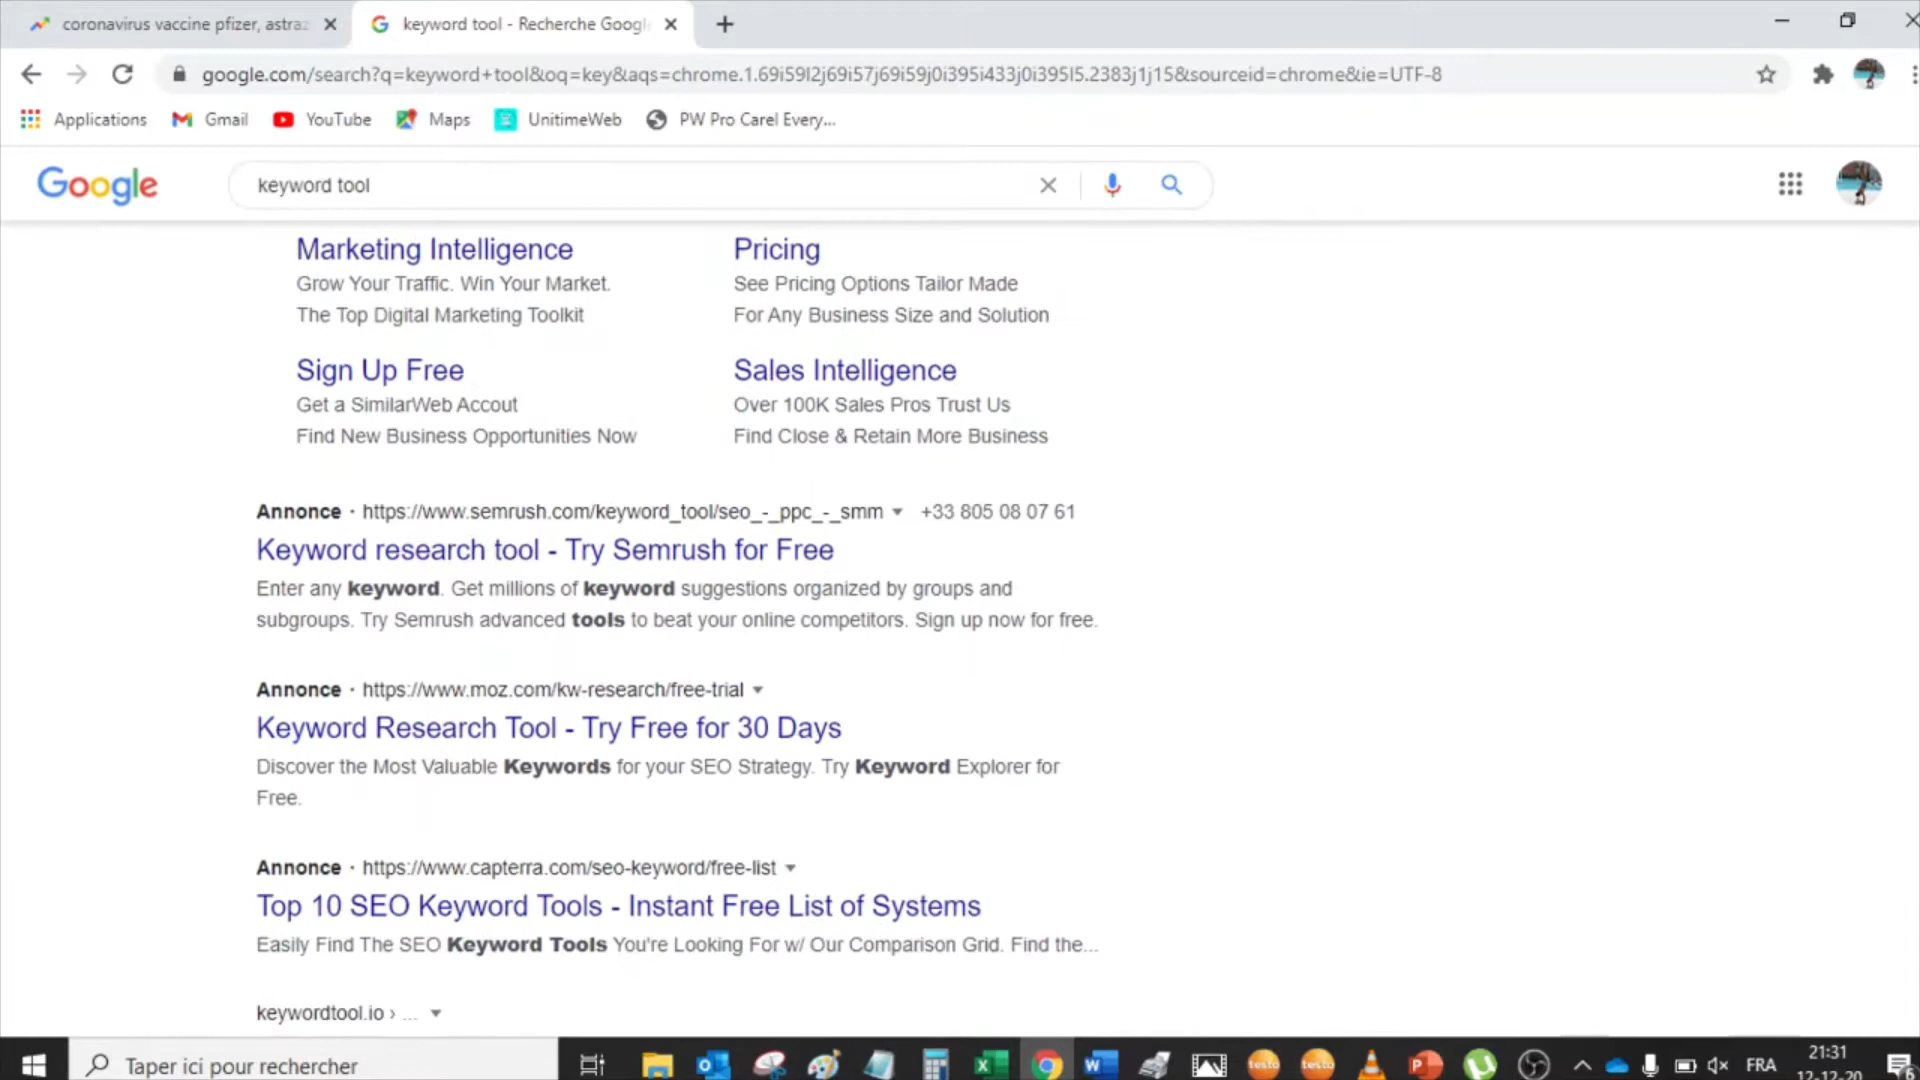 coronavirus vaccine pfizer, astraz
keyword tool - Recherche Googl
google.com/search?q=keyword+tool&oq=key&aqs=chrome.1.69i59l2j69i57j69i59j0i395i433j0i395l5.2383j1j15&sourceid=chrome&ie=UTF-8
Applications
Gmail
YouTube
Maps
UnitimeWeb
PW Pro Carel Every...
Google
keyword tool
Marketing Intelligence
Grow Your Traffic. Win Your Market.
The Top Digital Marketing Toolkit
Pricing
See Pricing Options Tailor Made
For Any Business Size and Solution
Sign Up Free
Get a SimilarWeb Accout
Find New Business Opportunities Now
Sales Intelligence
Over 100K Sales Pros Trust Us
Find Close & Retain More Business
Annonce · https://www.semrush.com/keyword_tool/seo_-_ppc_-_smm +33 805 08 07 61
Keyword research tool - Try Semrush for Free
Enter any keyword. Get millions of keyword suggestions organized by groups and
subgroups. Try Semrush advanced tools to beat your online competitors. Sign up now for free.
Annonce · https://www.moz.com/kw-research/free-trial
Keyword Research Tool - Try Free for 30 Days
Discover the Most Valuable Keywords for your SEO Strategy. Try Keyword Explorer for
Free.
Annonce · https://www.capterra.com/seo-keyword/free-list
Top 10 SEO Keyword Tools - Instant Free List of Systems
Easily Find The SEO Keyword Tools You're Looking For w/ Our Comparison Grid. Find the...
keywordtool.io › ...
Taper ici pour rechercher
testo
testo
FRA
21:31
12-12-20
6